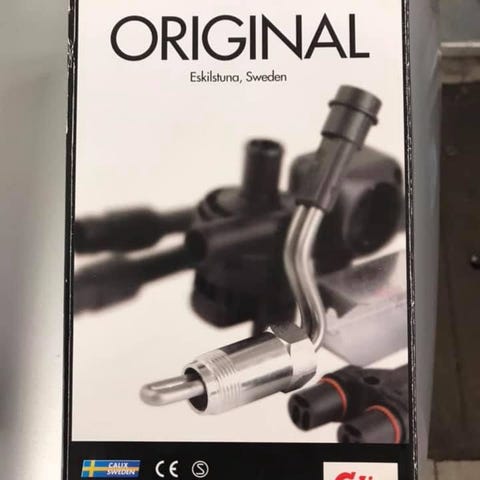 ORIGINAL
Eskilstuna, Sweden
CALIX
SWEDEN
CE
S